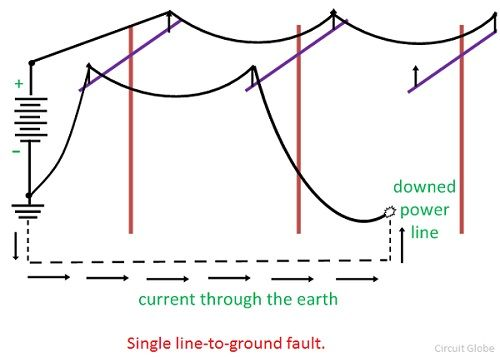 +
−
downed
power
line
current through the earth
Single line-to-ground fault.
Circuit Globe